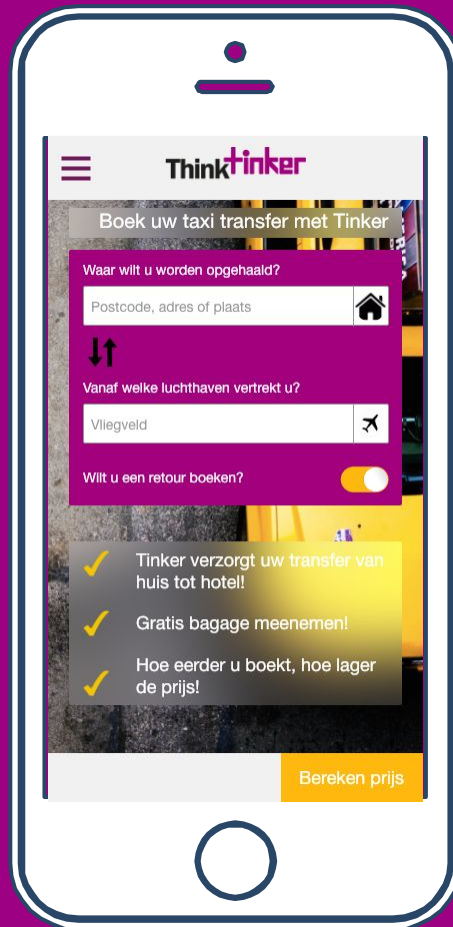 Thinktinker
Boek uw taxi transfer met Tinker
Waar wilt u worden opgehaald?
Postcode, adres of plaats
Vanaf welke luchthaven vertrekt u?
Vliegveld
Wilt u een retour boeken?
Tinker verzorgt uw transfer van
huis tot hotel!
Gratis bagage meenemen!
Hoe eerder u boekt, hoe lager
de prijs!
Bereken prijs